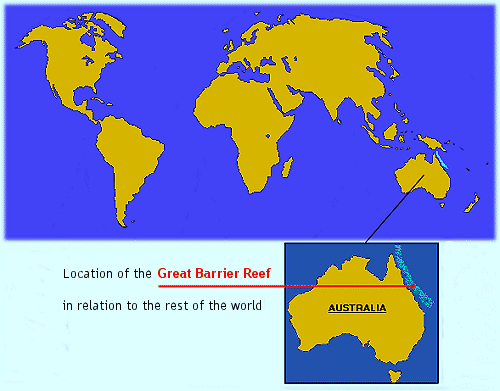 Location of the Great Barrier Reef
in relation to the rest of the world
AUSTRALIA